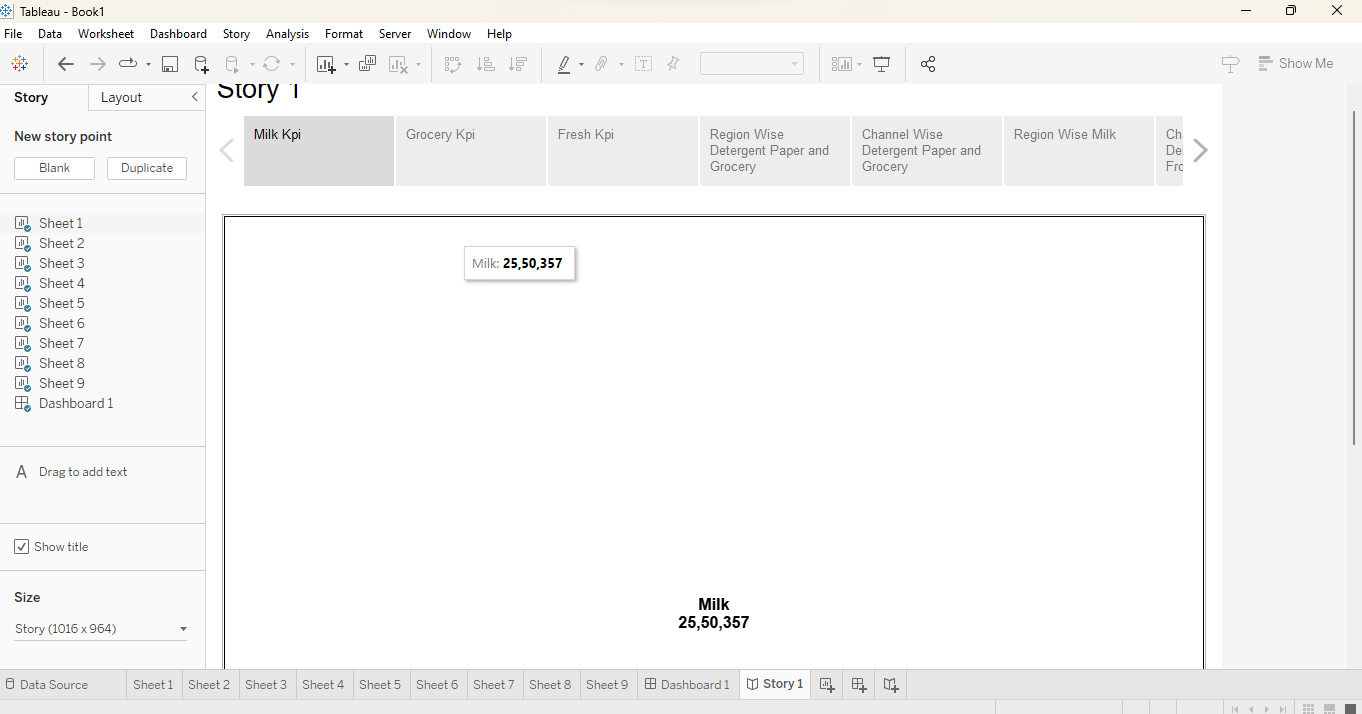 Tableau - Book1
File Data Worksheet Dashboard Story Analysis Format Server Window Help
Show Me
Story Layout
Story 1
New story point
Blank Duplicate
Milk Kpi
Grocery Kpi
Fresh Kpi
Region Wise
Detergent Paper and
Grocery
Channel Wise
Detergent Paper and
Grocery
Region Wise Milk
Ch
De
Fro
Sheet 1
Sheet 2
Sheet 3
Sheet 4
Sheet 5
Sheet 6
Sheet 7
Sheet 8
Sheet 9
Dashboard 1
Milk: 25,50,357
A Drag to add text
Show title
Size
Story (1016 x 964)
Milk
25,50,357
Data Source Sheet 1 Sheet 2 Sheet 3 Sheet 4 Sheet 5 Sheet 6 Sheet 7 Sheet 8 Sheet 9 Dashboard 1 Story 1